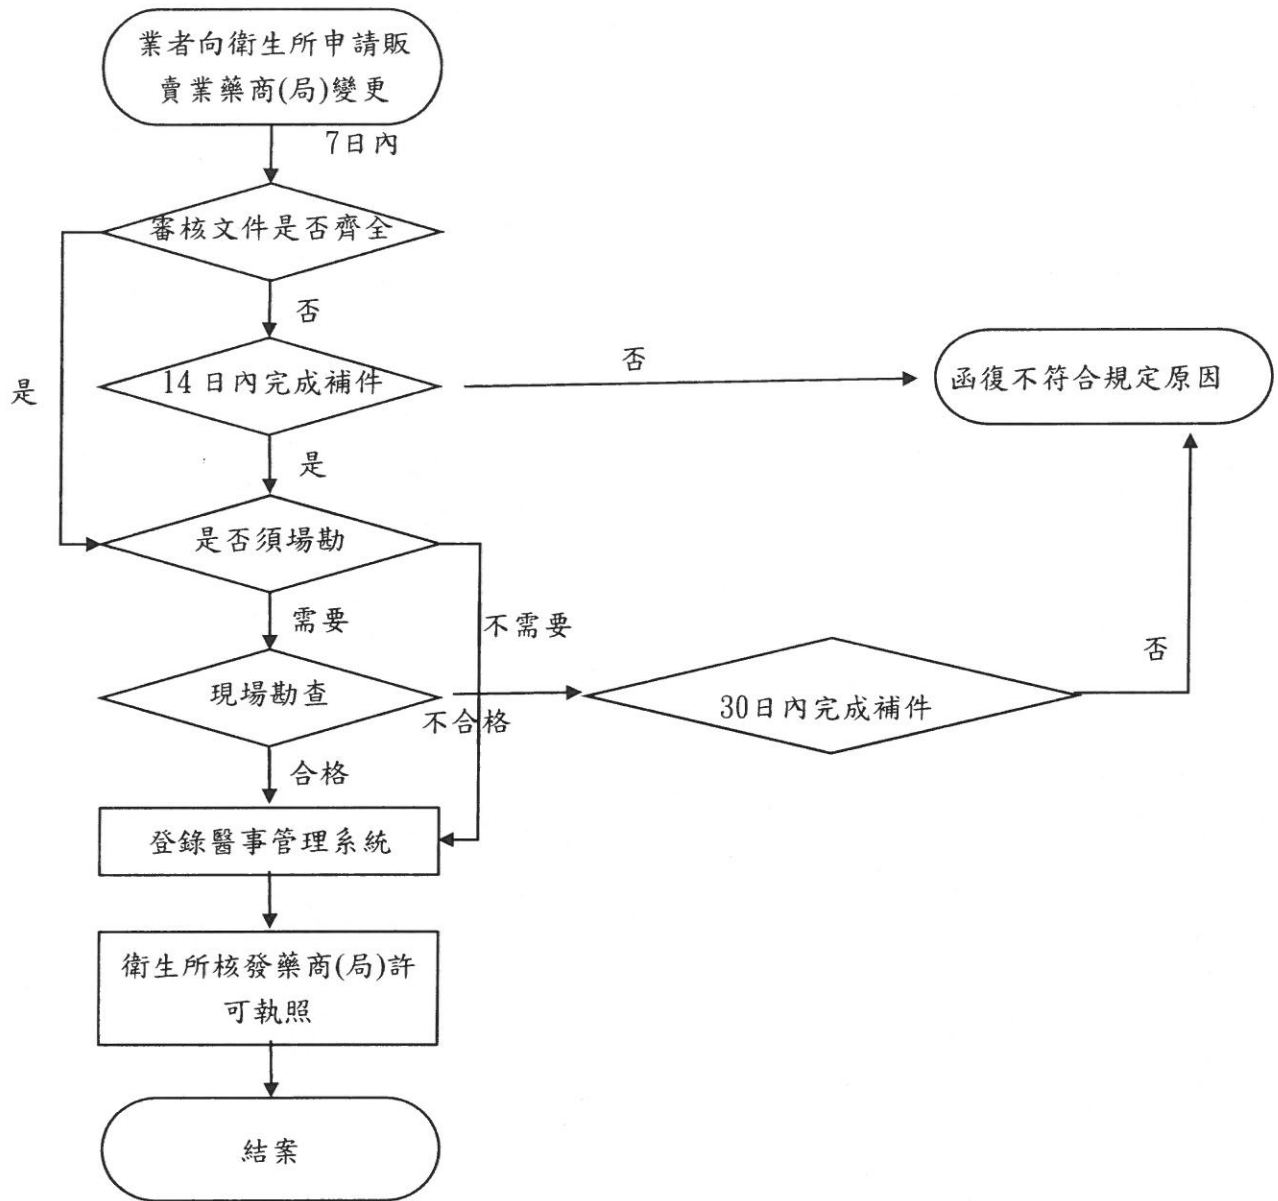 業者向衛生所申請販
賣業藥商(局)變更
7日內
審核文件是否齊全
否
14 日內完成補件
否
函復不符合規定原因
是
是
是否須場勘
需要
不需要
現場勘查
不合格
30日內完成補件
否
合格
登錄醫事管理系統
衛生所核發藥商(局)許
可執照
結案